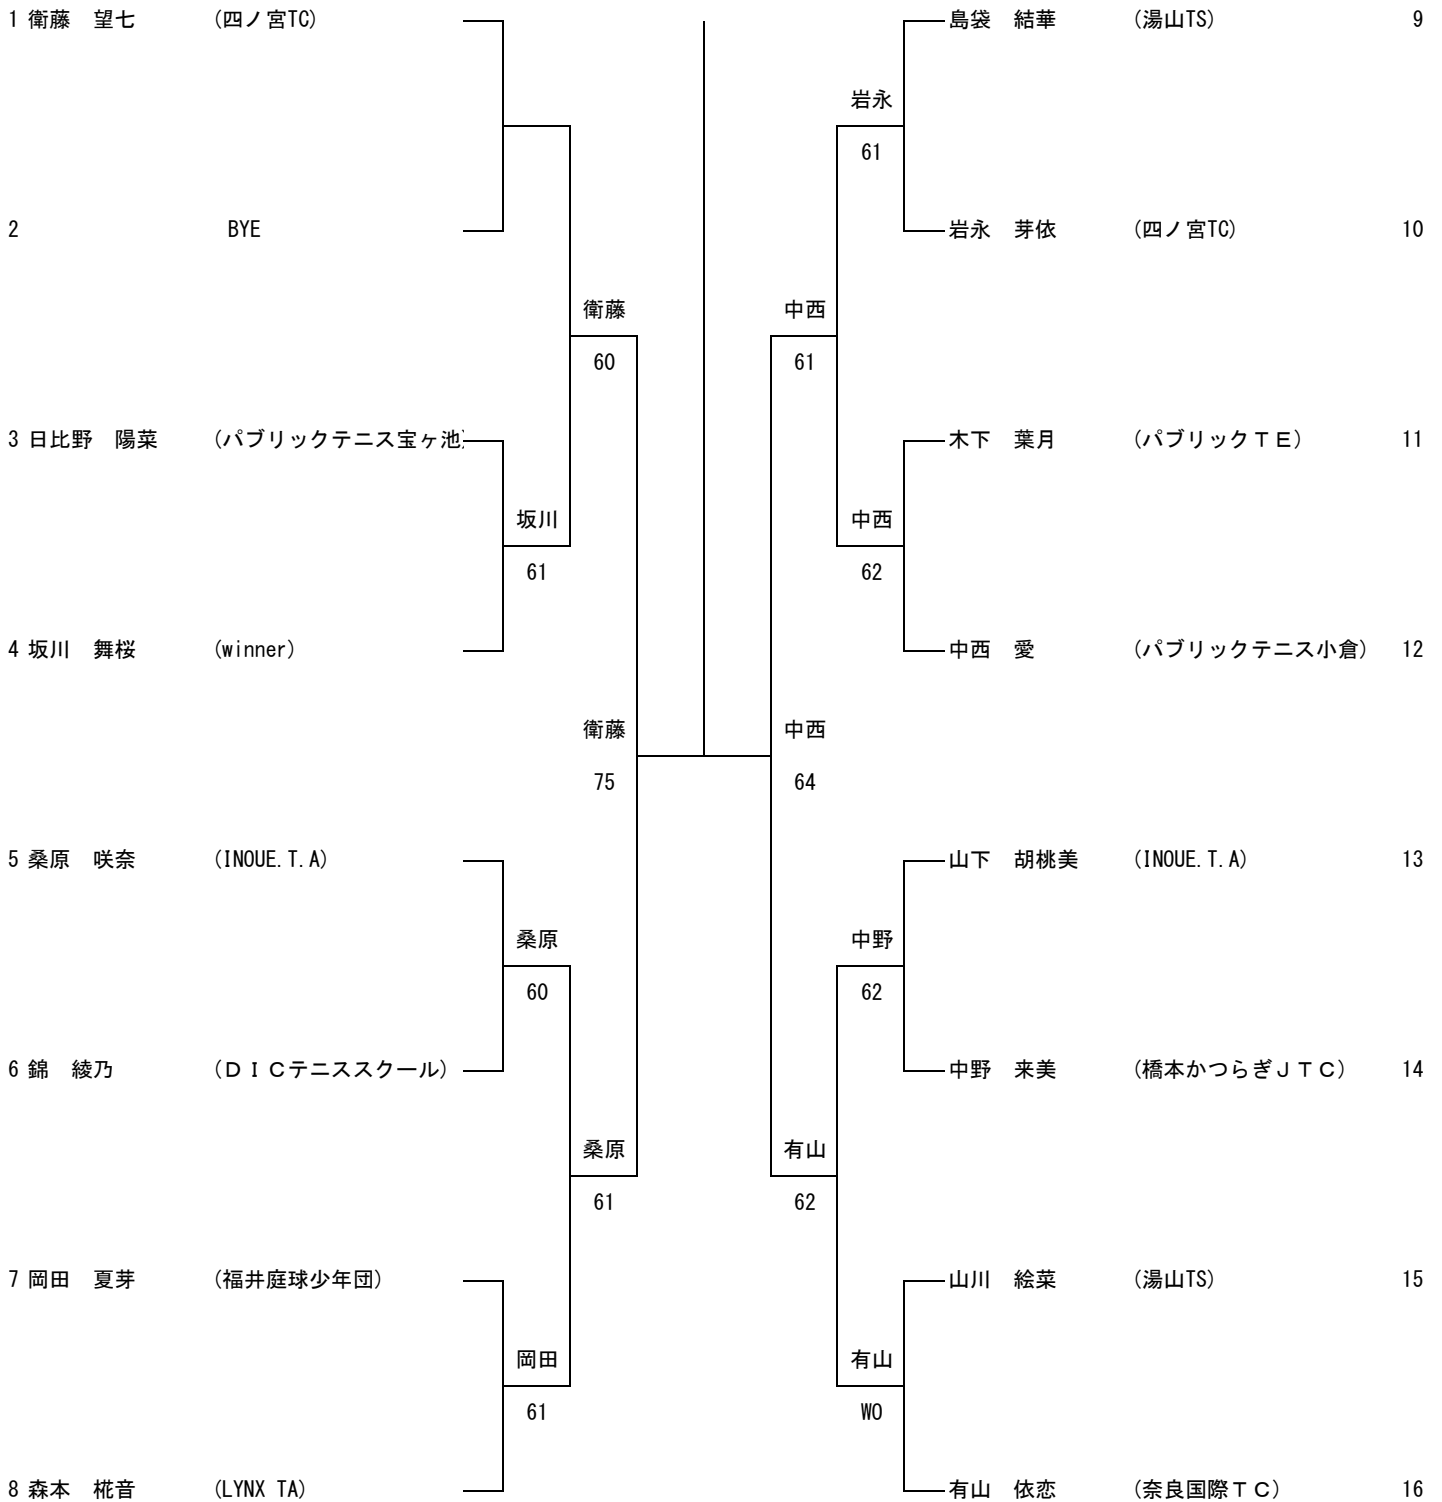 1 衛藤　望七 (四ノ宮TC)
島袋　結華 (湯山TS) 9
岩永
61
2 BYE
岩永　芽依 (四ノ宮TC) 10
衛藤
中西
60
61
3 日比野　陽菜 (パブリックテニス宝ヶ池)
木下　葉月 (パブリックＴＥ) 11
坂川
中西
61
62
4 坂川　舞桜 (winner)
中西　愛 (パブリックテニス小倉) 12
衛藤
中西
75
64
5 桑原　咲奈 (INOUE.T.A)
山下　胡桃美 (INOUE.T.A) 13
桑原
中野
60
62
6 錦　綾乃 (ＤＩＣテニススクール)
中野　来美 (橋本かつらぎＪＴＣ) 14
桑原
有山
61
62
7 岡田　夏芽 (福井庭球少年団)
山川　絵菜 (湯山TS) 15
岡田
有山
61
WO
8 森本　椛音 (LYNX TA)
有山　依恋 (奈良国際ＴＣ) 16